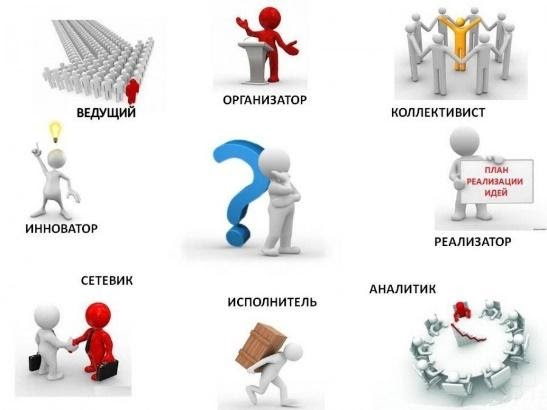 ВЕДУЩИЙ
ОРГАНИЗАТОР
КОЛЛЕКТИВИСТ
ИННОВАТОР
ПЛАН
РЕАЛИЗАЦИИ
ИДЕЙ
РЕАЛИЗАТОР
СЕТЕВИК
ИСПОЛНИТЕЛЬ
АНАЛИТИК